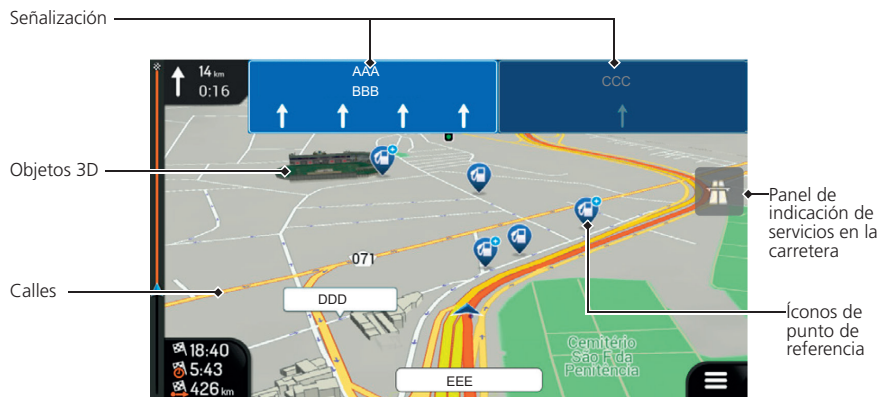 Señalización
14 km
0:16
AAA
BBB
CCC
Objetos 3D
Panel de
indicación de
servicios en la
carretera
071
Calles
DDD
Íconos de
punto de
referencia
Cemitério
São F da
Penitência
18:40
5:43
426 km
EEE